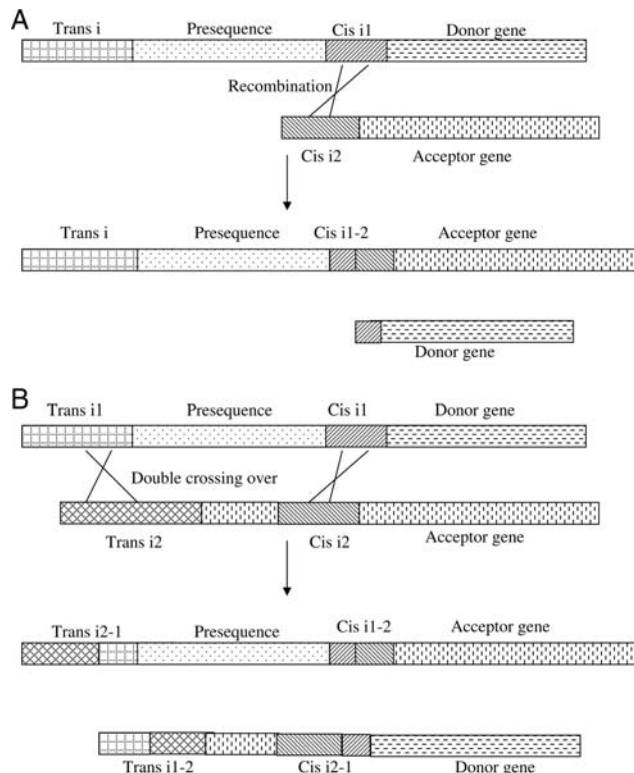 A
Trans i Presequence Cis i1 Donor gene
Recombination
Cis i2 Acceptor gene
Trans i Presequence Cis i1-2 Acceptor gene
Donor gene
B
Trans i1 Presequence Cis i1 Donor gene
Double crossing over
Trans i2 Cis i2 Acceptor gene
Trans i2-1 Presequence Cis i1-2 Acceptor gene
Trans i1-2 Cis i2-1 Donor gene